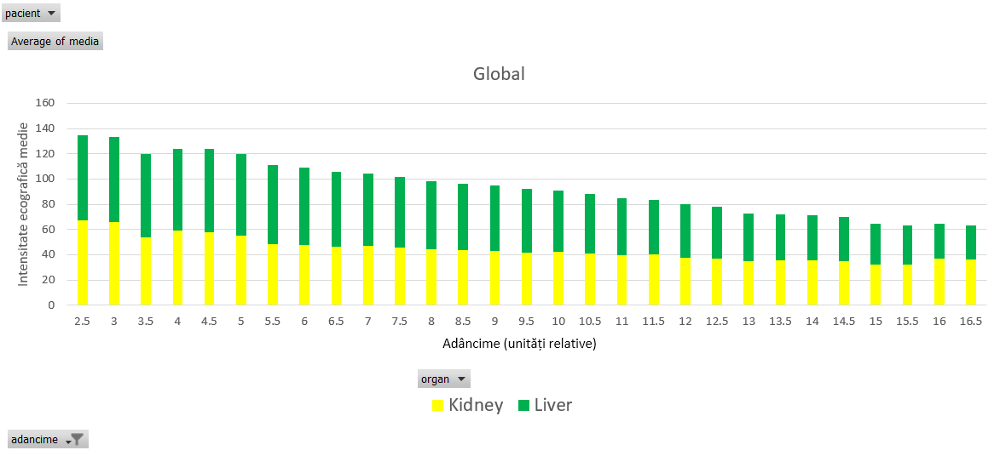 pacient
Average of media
Global
Intensitate ecografică medie
160
140
120
100
80
60
40
20
0
2.5 3 3.5 4 4.5 5 5.5 6 6.5 7 7.5 8 8.5 9 9.5 10 10.5 11 11.5 12 12.5 13 13.5 14 14.5 15 15.5 16 16.5
Adâncime (unități relative)
organ
Kidney Liver
adancime